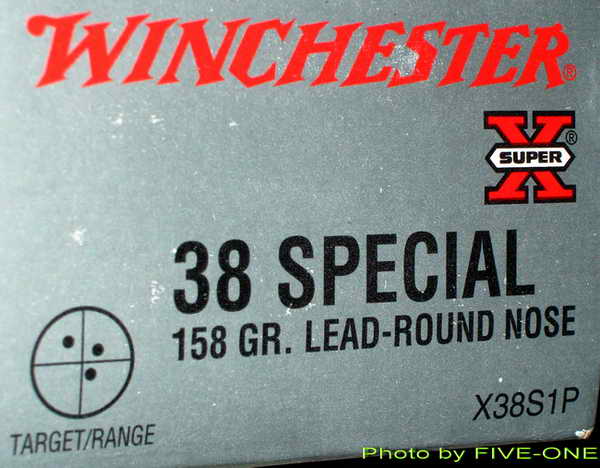 WINCHESTER®
X®
SUPER
38 SPECIAL
158 GR. LEAD-ROUND NOSE
X38S1P
TARGET/RANGE
Photo by FIVE-ONE